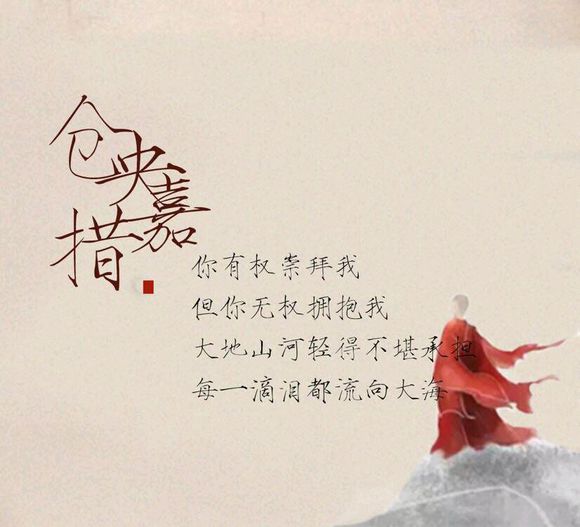 仓央嘉措
你有权崇拜我
但你无权拥抱我
大地山河轻得不堪承担
每一滴泪都流向大海